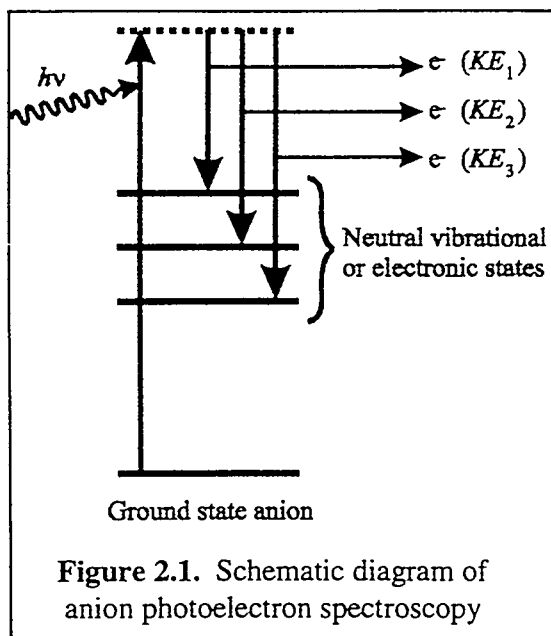 hν
e⁻ (KE₁)
e⁻ (KE₂)
e⁻ (KE₃)
Neutral vibrational
or electronic states
Ground state anion
Figure 2.1. Schematic diagram of
anion photoelectron spectroscopy